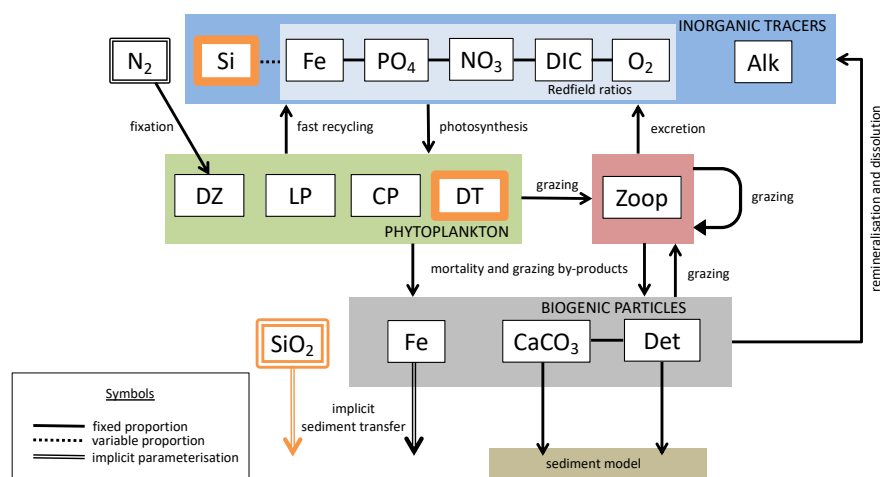 INORGANIC TRACERS
N2
Si
Fe
PO4
NO3
DIC
O2
Alk
Redfield ratios
fixation
fast recycling
photosynthesis
excretion
remineralisation and dissolution
DZ
LP
CP
DT
grazing
Zoop
grazing
PHYTOPLANKTON
mortality and grazing by-products
grazing
BIOGENIC PARTICLES
SiO2
Fe
CaCO3
Det
Symbols
fixed proportion
variable proportion
implicit parameterisation
implicit
sediment transfer
sediment model